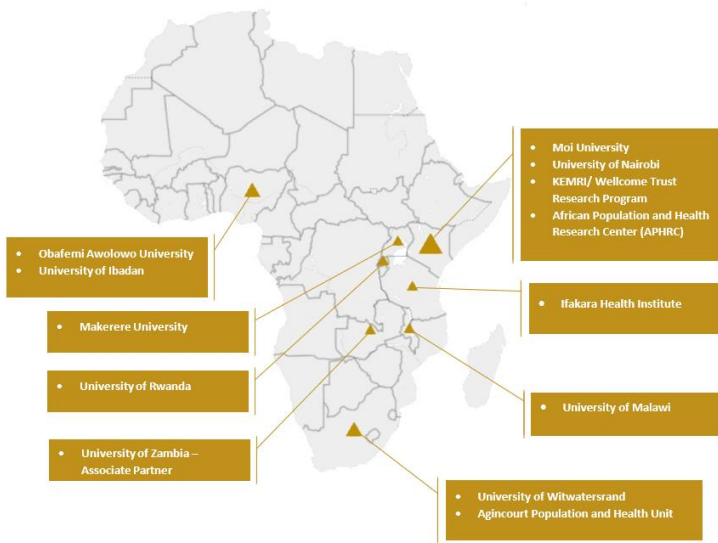 • Moi University
• University of Nairobi
• KEMRI/ Wellcome Trust
Research Program
• African Population and Health
Research Center (APHRC)
• Obafemi Awolowo University
• University of Ibadan
• Ifakara Health Institute
• Makerere University
• University of Rwanda
• University of Malawi
• University of Zambia –
Associate Partner
• University of Witwatersrand
• Agincourt Population and Health Unit